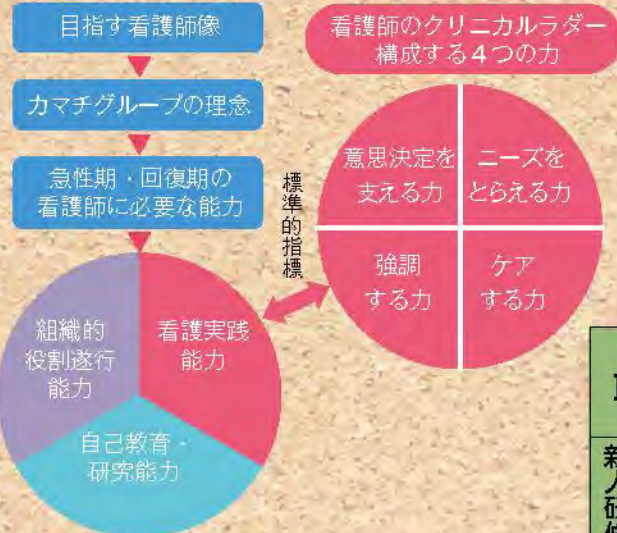 目指す看護師像
カマチグループの理念
急性期・回復期の
看護師に必要な能力
組織的
役割遂行
能力
看護実践
能力
自己教育・
研究能力
標準的指標
看護師のクリニカルラダー
構成する4つの力
意思決定を
支える力
ニーズを
とらえる力
強調
する力
ケア
する力
新人研